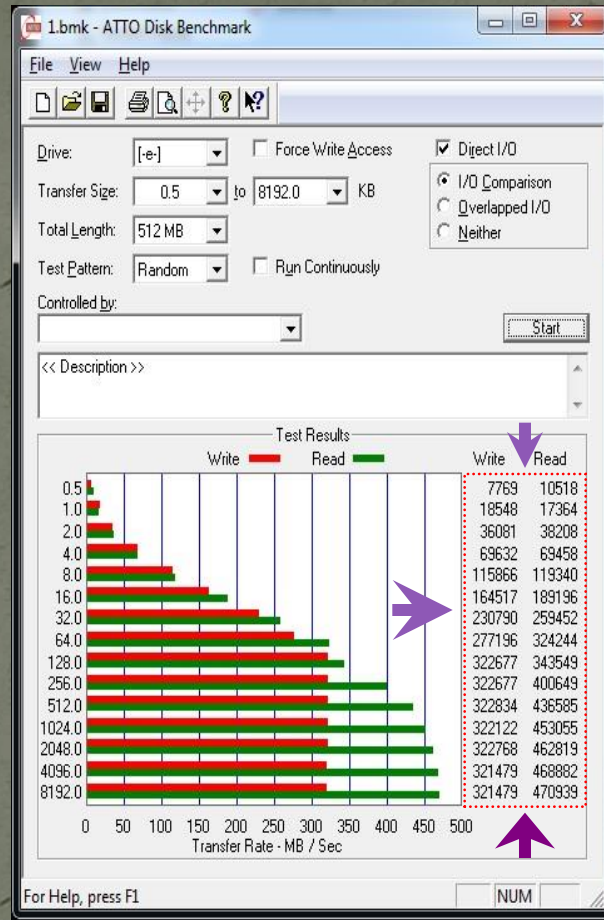 1.bmk - ATTO Disk Benchmark
File View Help
Drive: [-e-] Force Write Access Direct I/O
Transfer Size: 0.5 to 8192.0 KB I/O Comparison
Overlapped I/O
Total Length: 512 MB Neither
Test Pattern: Random Run Continuously
Controlled by:
Start
<< Description >>
Test Results
Write Read Write Read
0.5 7769 10518
1.0 18548 17364
2.0 36081 38208
4.0 69632 69458
8.0 115866 119340
16.0 164517 189196
32.0 230790 259452
64.0 277196 324244
128.0 322677 343549
256.0 322677 400649
512.0 322834 436585
1024.0 322122 453055
2048.0 322768 462819
4096.0 321479 468882
8192.0 321479 470939
0 50 100 150 200 250 300 350 400 450 500
Transfer Rate - MB / Sec
For Help, press F1 NUM